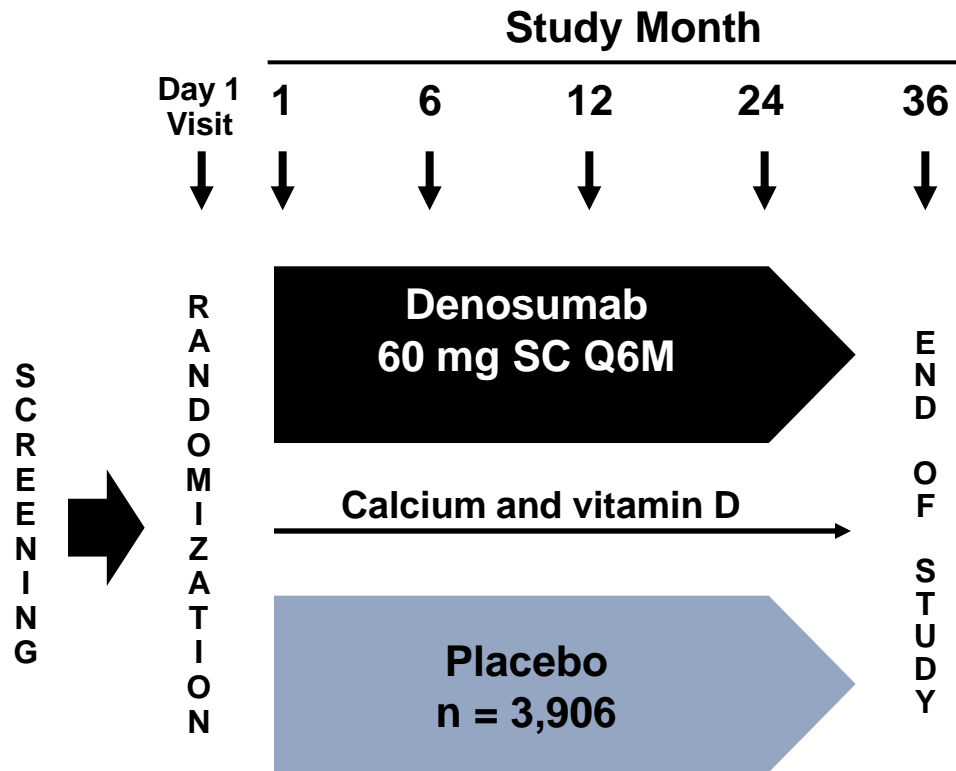 Study Month
Day 1
Visit
1 6 12 24 36
SCREENING
RANDOMIZATION
Denosumab
60 mg SC Q6M
Calcium and vitamin D
Placebo
n = 3,906
END OF STUDY